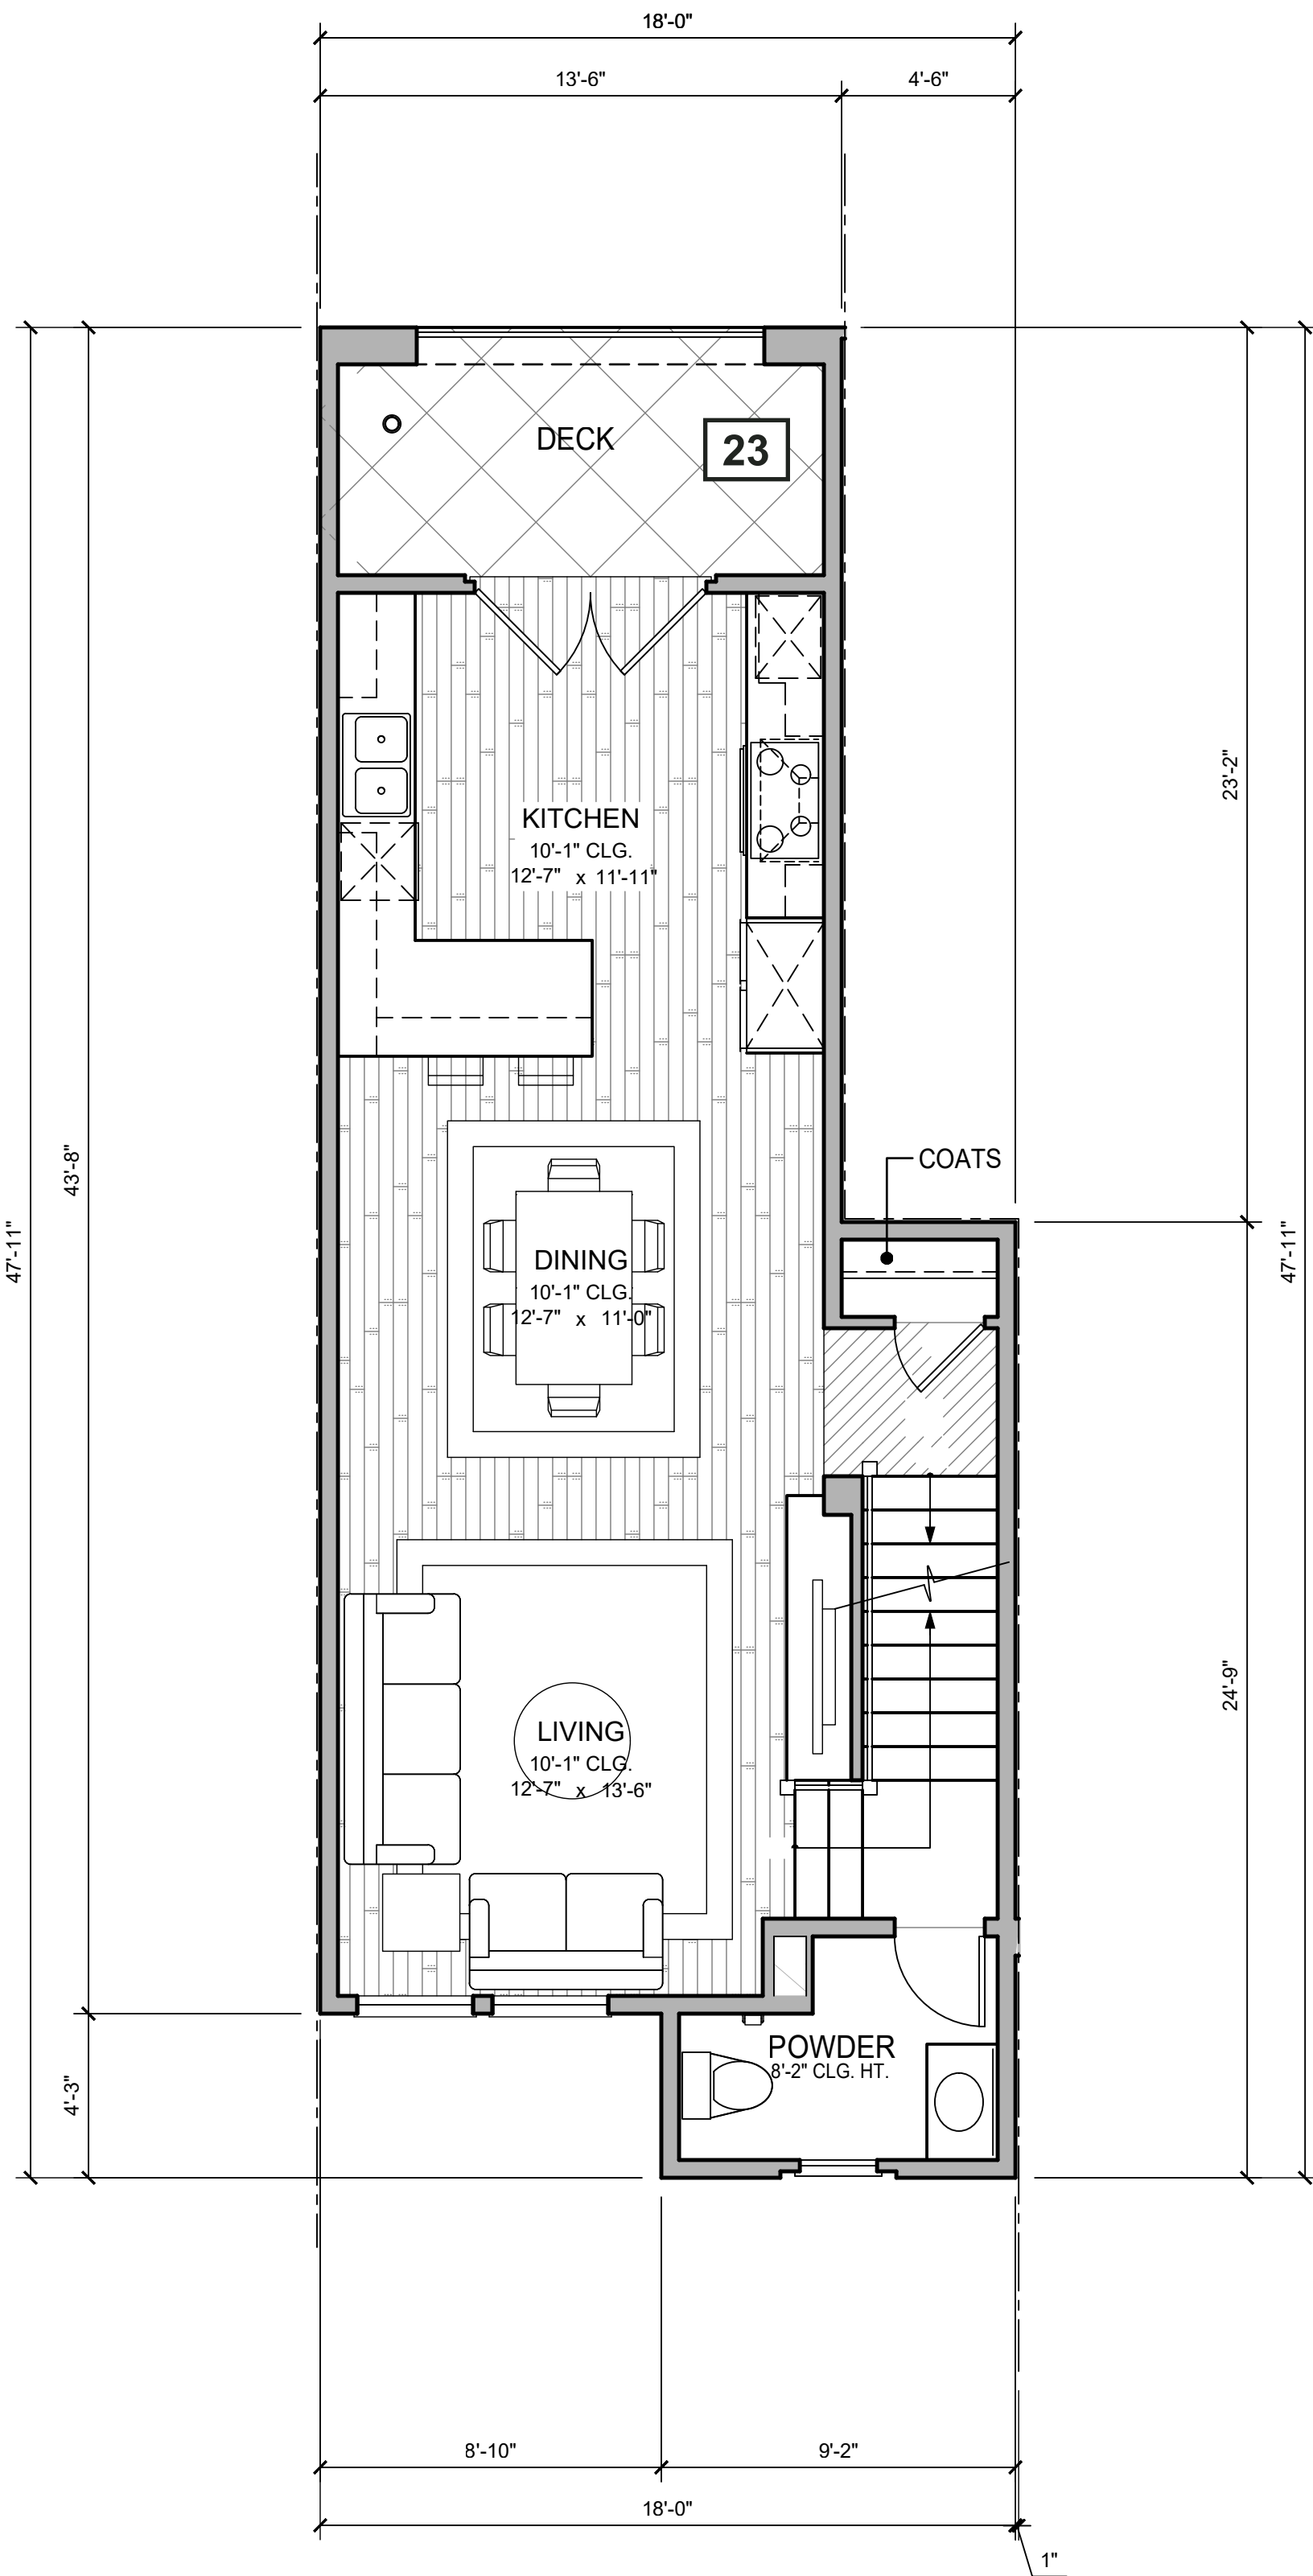 18'-0"
13'-6"
4'-6"
DECK
23
KITCHEN
10'-1" CLG.
12'-7" x 11'-11"
23'-2"
43'-8"
47'-11"
47'-11"
COATS
DINING
10'-1" CLG.
12'-7" x 11'-0"
LIVING
10'-1" CLG.
12'-7" x 13'-6"
24'-9"
POWDER
8'-2" CLG. HT.
4'-3"
8'-10"
9'-2"
18'-0"
1"